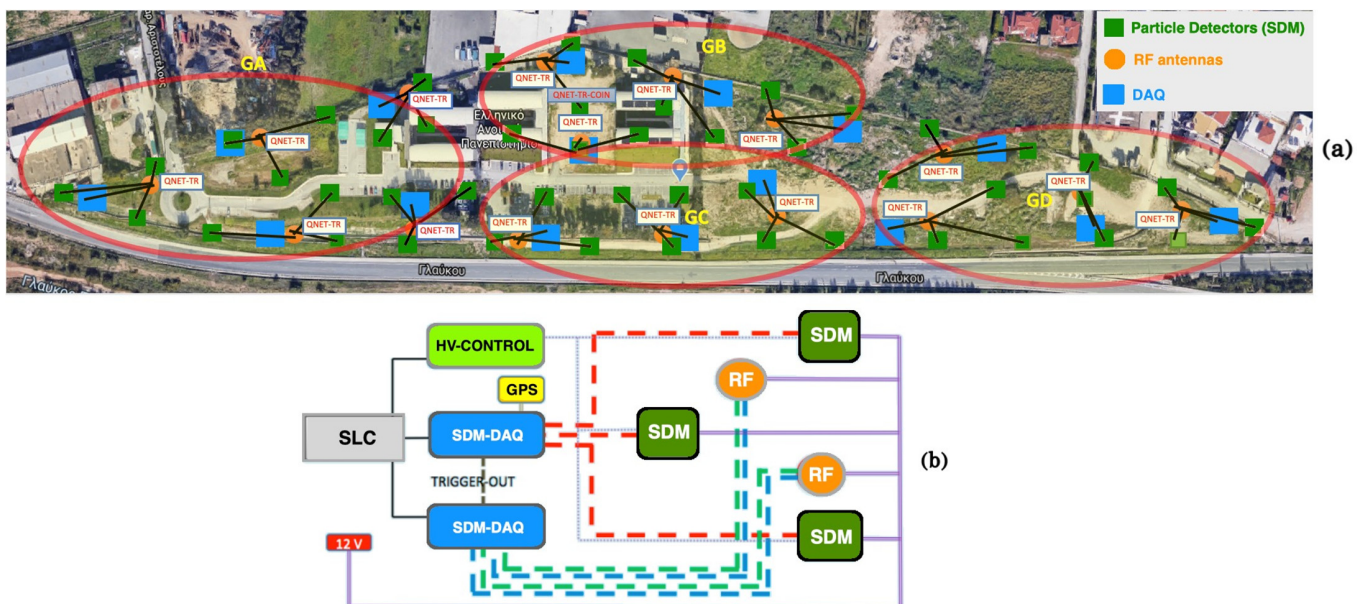 Αριστοτέλους
Particle Detectors (SDM)
RF antennas
DAQ
GA
GB
QNET-TR
QNET-TR
QNET-TR-COIN
QNET-TR
QNET-TR
Ελληνικό
Ανοι
QNET-TR
QNET-TR
QNET-TR
(a)
QNET-TR
QNET-TR
QNET-TR
GD
QNET-TR
QNET-TR
QNET-TR
QNET-TR
GC
QNET-TR
QNET-TR
QNET-TR
Γλαύκου
Γλαύκου
Γλαύκου
HV-CONTROL
SDM
GPS
RF
SLC
SDM-DAQ
SDM
(b)
TRIGGER-OUT
RF
SDM-DAQ
SDM
12 V